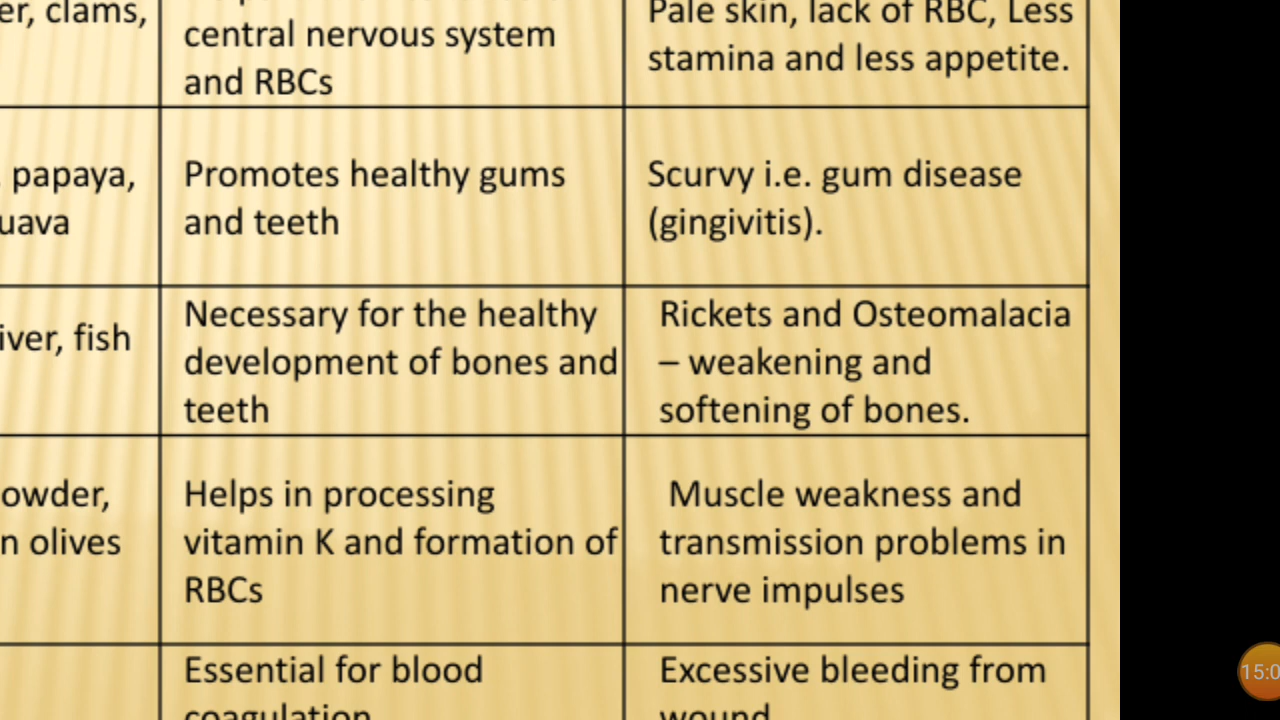 er, clams,
central nervous system
and RBCs
Pale skin, lack of RBC, Less
stamina and less appetite.
papaya,
uava
Promotes healthy gums
and teeth
Scurvy i.e. gum disease
(gingivitis).
iver, fish
Necessary for the healthy
development of bones and
teeth
Rickets and Osteomalacia
– weakening and
softening of bones.
owder,
n olives
Helps in processing
vitamin K and formation of
RBCs
Muscle weakness and
transmission problems in
nerve impulses
Essential for blood
coagulation
Excessive bleeding from
wound
15:0